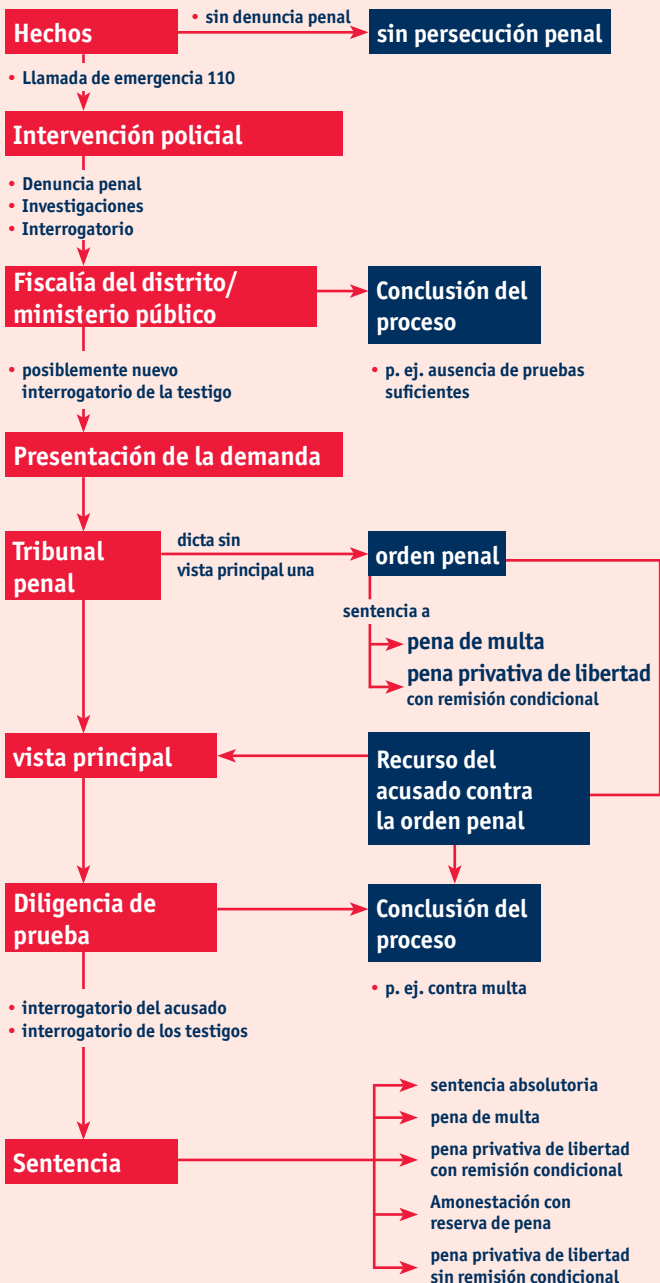 Hechos
• sin denuncia penal
sin persecución penal
• Llamada de emergencia 110
Intervención policial
• Denuncia penal
• Investigaciones
• Interrogatorio
Fiscalía del distrito/
ministerio público
Conclusión del
proceso
• posiblemente nuevo
interrogatorio de la testigo
• p. ej. ausencia de pruebas
suficientes
Presentación de la demanda
Tribunal
penal
dicta sin
vista principal una
orden penal
sentencia a
pena de multa
pena privativa de libertad
con remisión condicional
vista principal
Recurso del
acusado contra
la orden penal
Diligencia de
prueba
Conclusión del
proceso
• p. ej. contra multa
• interrogatorio del acusado
• interrogatorio de los testigos
Sentencia
sentencia absolutoria
pena de multa
pena privativa de libertad
con remisión condicional
Amonestación con
reserva de pena
pena privativa de libertad
sin remisión condicional